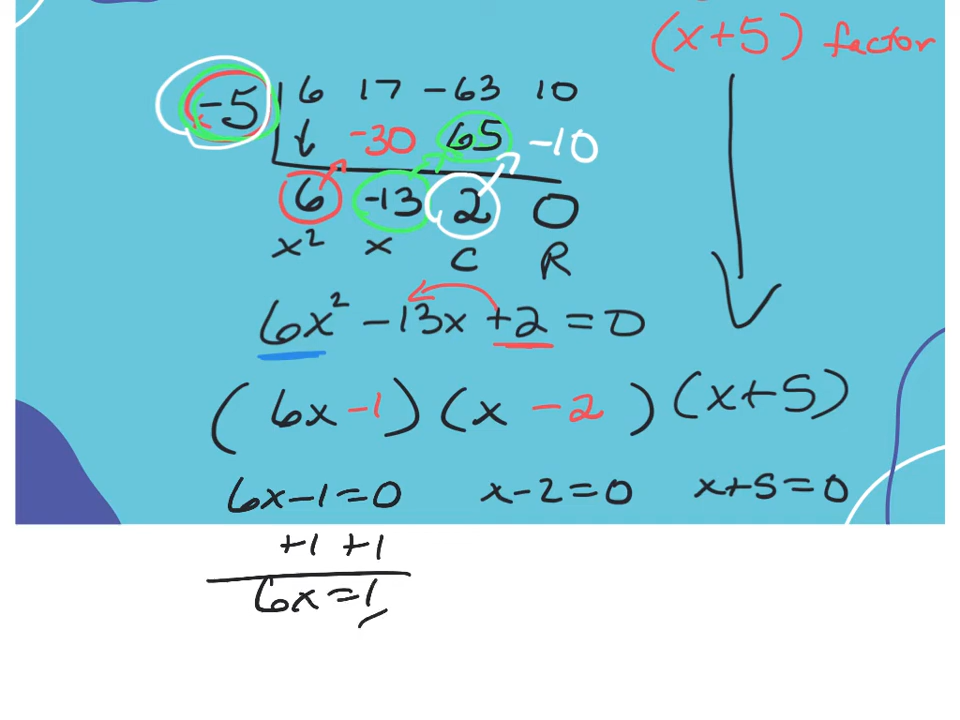 (x+5) factor
-5 | 6 17 -63 10
↓ -30 65 -10
6 -13 2 0
x² x C R
6x² -13x +2 = 0
(6x -1)(x -2)(x+5)
6x-1=0 x-2=0 x+5=0
+1 +1
6x=1